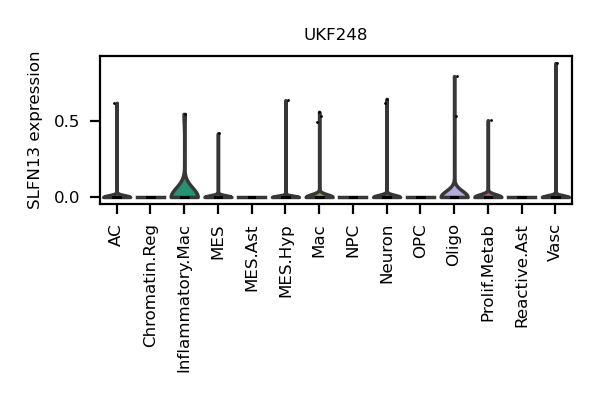 UKF248
SLFN13 expression
0.5
0.0
AC
Chromatin.Reg
Inflammatory.Mac
MES
MES.Ast
MES.Hyp
Mac
NPC
Neuron
OPC
Oligo
Prolif.Metab
Reactive.Ast
Vasc